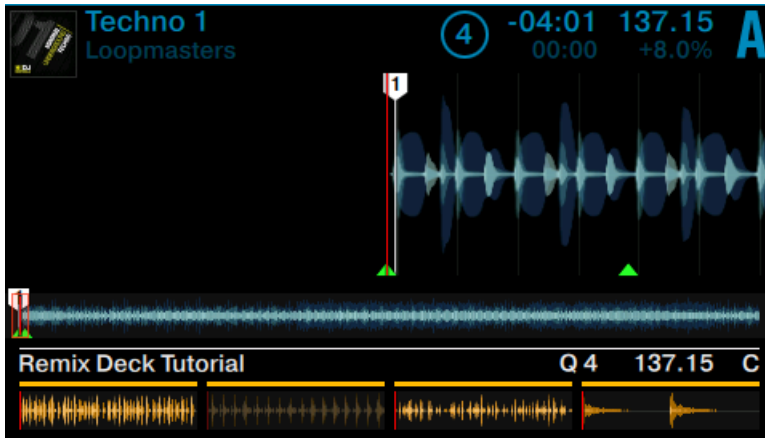 Techno 1
4
-04:01
137.15
A
Loopmasters
00:00
+8.0%
1
1
Remix Deck Tutorial
Q 4
137.15
C